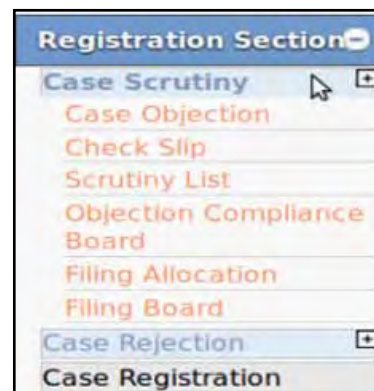 Registration Section
Case Scrutiny
Case Objection
Check Slip
Scrutiny List
Objection Compliance
Board
Filing Allocation
Filing Board
Case Rejection
Case Registration